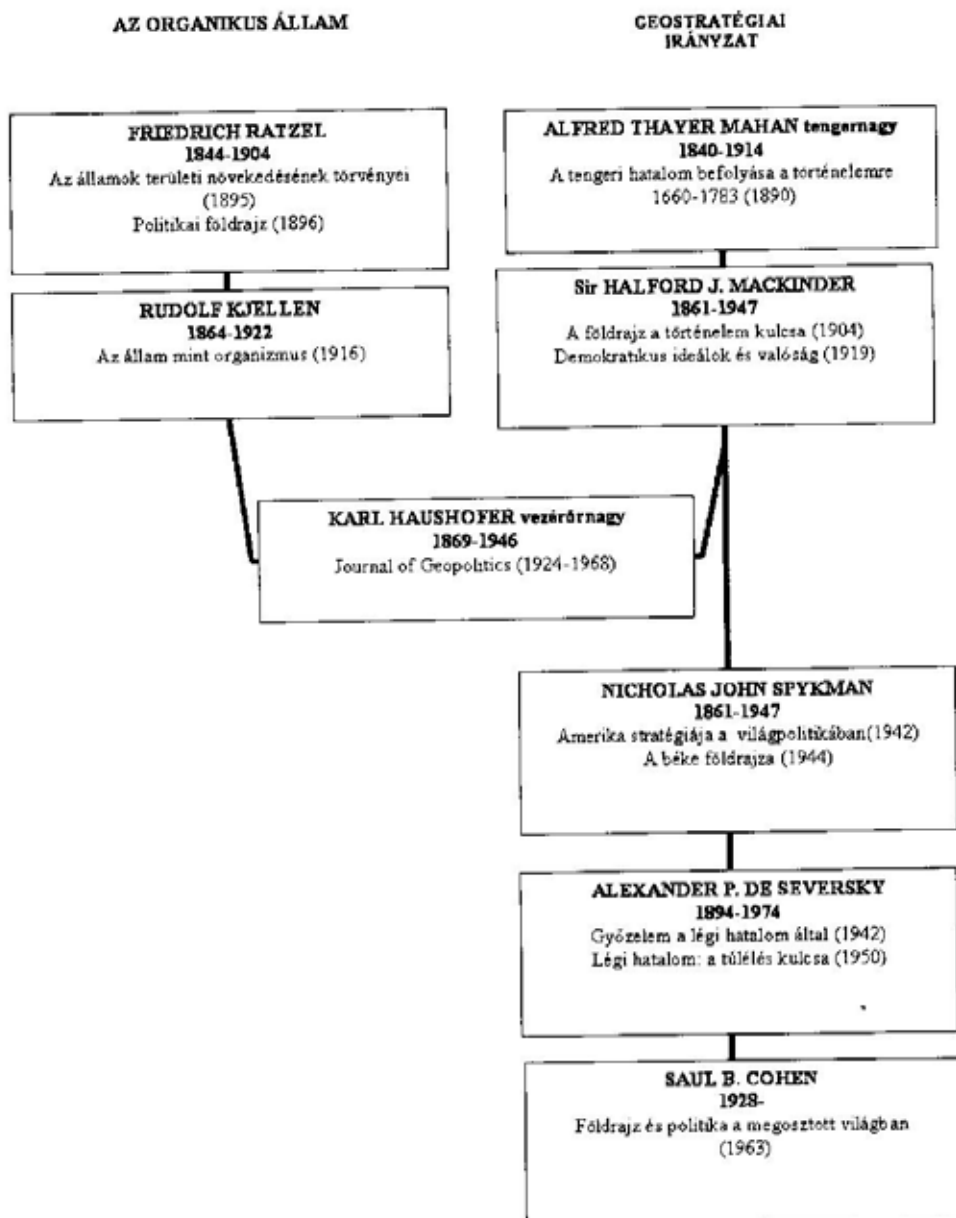 AZ ORGANIKUS ÁLLAM
GEOSTRATÉGIAI
IRÁNYZAT
FRIEDRICH RATZEL
1844-1904
Az államok területi növekedésének törvényei
(1895)
Politikai földrajz (1896)
ALFRED THAYER MAHAN tengernagy
1840-1914
A tengeri hatalom befolyása a történelemre
1660-1783 (1890)
RUDOLF KJELLEN
1864-1922
Az állam mint organizmus (1916)
Sir HALFORD J. MACKINDER
1861-1947
A földrajz a történelem kulcsa (1904)
Demokratikus ideálok és valóság (1919)
KARL HAUSHOFER vezérőrnagy
1869-1946
Journal of Geopolitics (1924-1968)
NICHOLAS JOHN SPYKMAN
1861-1947
Amerika stratégiája a világpolitikában(1942)
A béke földrajza (1944)
ALEXANDER P. DE SEVERSKY
1894-1974
Győzelem a légi hatalom által (1942)
Légi hatalom: a túlélés kulcsa (1950)
SAUL B. COHEN
1928-
Földrajz és politika a megosztott világban
(1963)